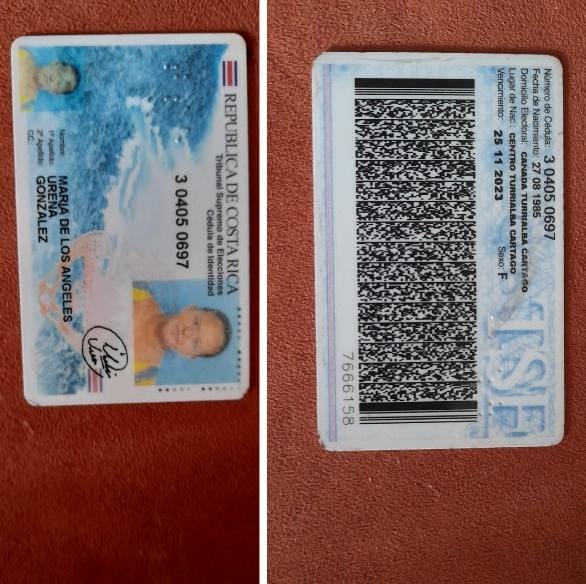 REPUBLICA DE COSTA RICA
Tribunal Supremo de Elecciones
Cédula de Identidad
3 0405 0697
Nombre: MARIA DE LOS ANGELES
1° Apellido: UREÑA
2° Apellido: GONZALEZ
C.C:
Número de Cédula: 3 0405 0697
Fecha de Nacimiento: 27 08 1985
Domicilio Electoral: CANADA TURRIALBA CARTAGO
Lugar de Nac: CENTRO TURRIALBA CARTAGO
Vencimiento: 25 11 2023 Sexo: F
TSE
7666158